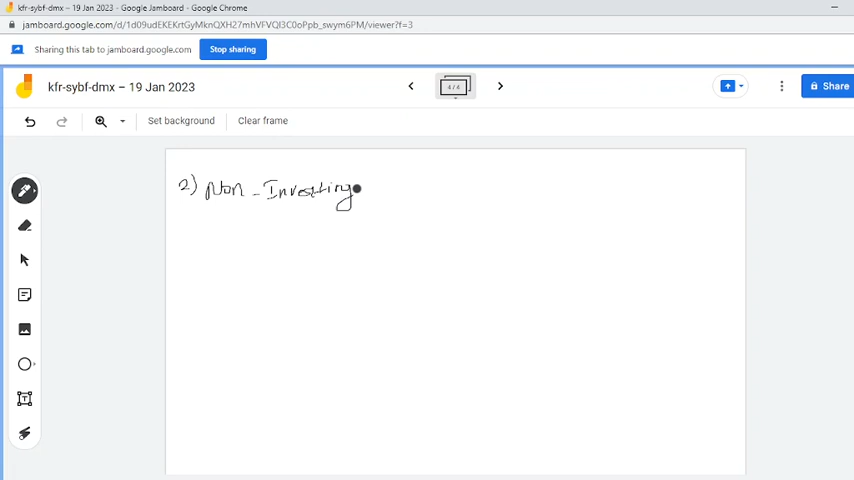 kfr-sybf-dmx – 19 Jan 2023 - Google Jamboard - Google Chrome
jamboard.google.com/d/1d09udEKEKrtGyMknQXH27mhVFVQI3C0oPpb_swym6PM/viewer?f=3
Sharing this tab to jamboard.google.com Stop sharing
kfr-sybf-dmx – 19 Jan 2023 4/4 Share
Set background Clear frame
2) Non - Investing
T